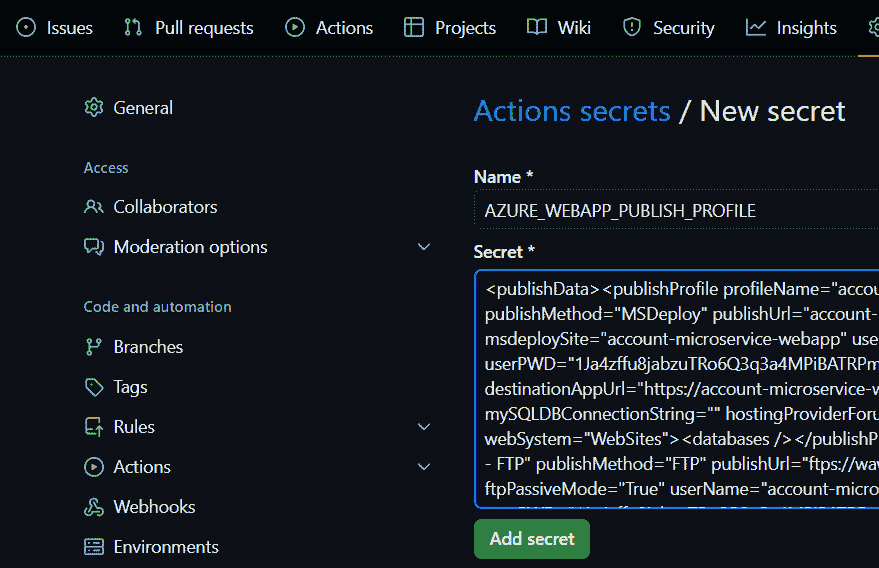 Issues Pull requests Actions Projects Wiki Security Insights
General
Access
Collaborators
Moderation options
Code and automation
Branches
Tags
Rules
Actions
Webhooks
Environments
Actions secrets / New secret
Name *
AZURE_WEBAPP_PUBLISH_PROFILE
Secret *
<publishData><publishProfile profileName="accou
publishMethod="MSDeploy" publishUrl="account-
msdeploySite="account-microservice-webapp" use
userPWD="1Ja4zffu8jabzuTRo6Q3q3a4MPiBATRPm
destinationAppUrl="https://account-microservice-w
mySQLDBConnectionString="" hostingProviderForu
webSystem="WebSites"><databases /></publishP
- FTP" publishMethod="FTP" publishUrl="ftps://wa
ftpPassiveMode="True" userName="account-micro
Add secret